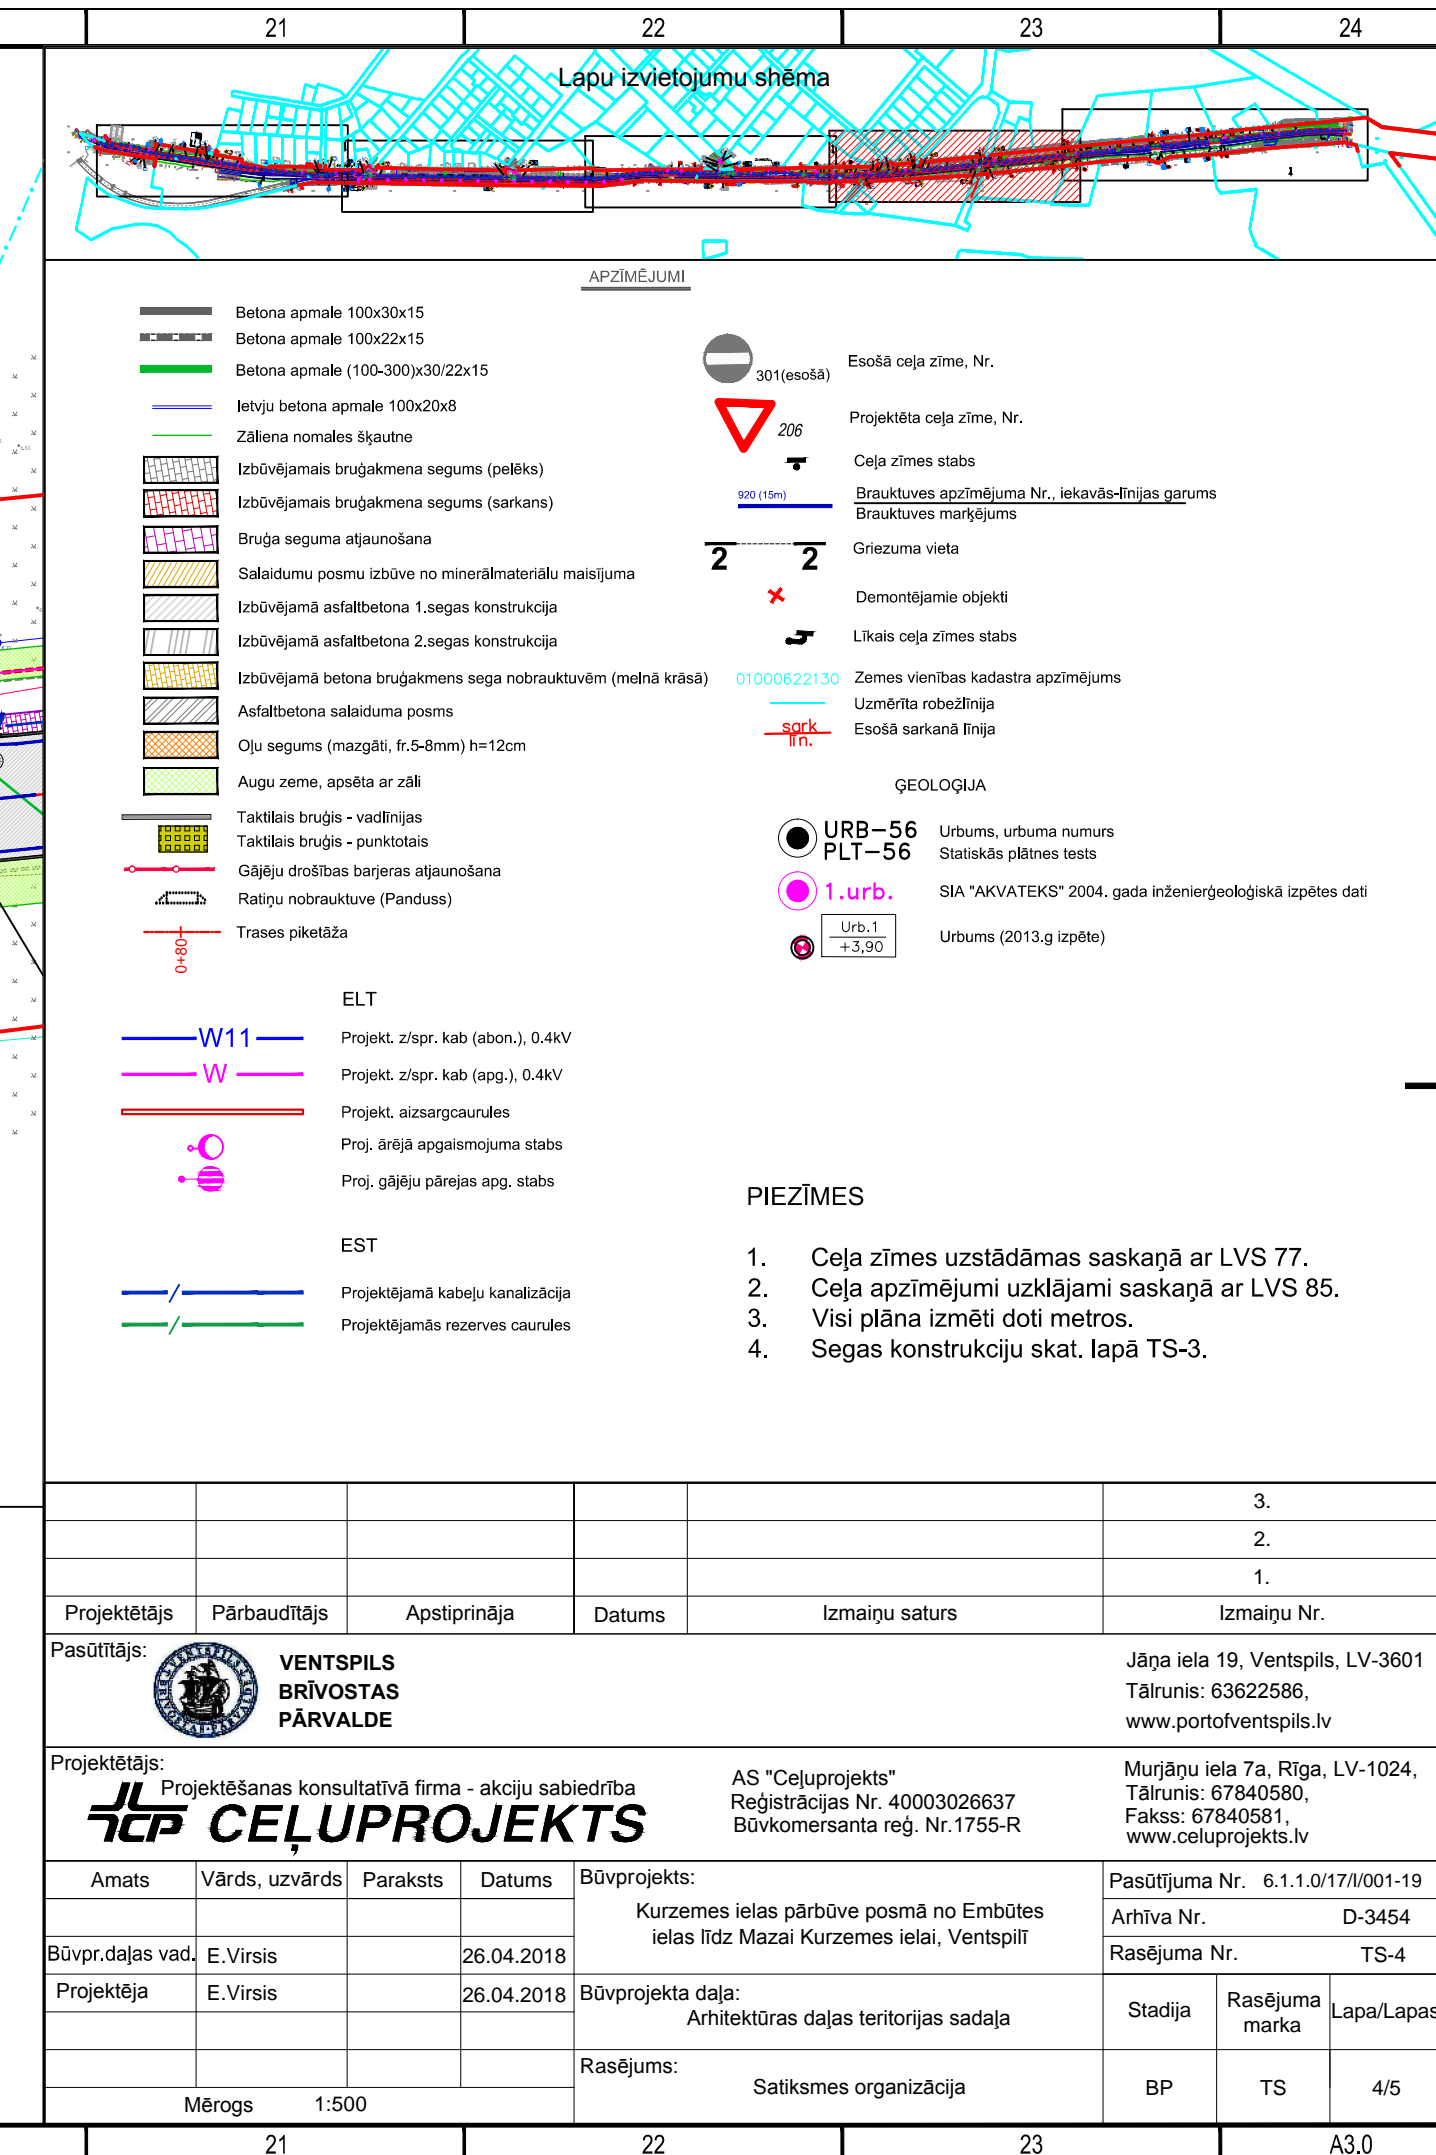 21 22 23 24
Lapu izvietojumu shēma
APZĪMĒJUMI
Betona apmale 100x30x15
Betona apmale 100x22x15
Betona apmale (100-300)x30/22x15
Ietvju betona apmale 100x20x8
Zāliena nomales šķautne
Izbūvējamais bruģakmena segums (pelēks)
Izbūvējamais bruģakmena segums (sarkans)
Bruģa seguma atjaunošana
Salaidumu posmu izbūve no minerālmateriālu maisījuma
Izbūvējamā asfaltbetona 1.segas konstrukcija
Izbūvējamā asfaltbetona 2.segas konstrukcija
Izbūvējamā betona bruģakmens sega nobrauktuvēm (melnā krāsā)
Asfaltbetona salaiduma posms
Oļu segums (mazgāti, fr.5-8mm) h=12cm
Augu zeme, apsēta ar zāli
Taktilais bruģis - vadlīnijas
Taktilais bruģis - punktotais
Gājēju drošības barjeras atjaunošana
Ratiņu nobrauktuve (Panduss)
0+80 Trases piketāža
301(esošā) Esošā ceļa zīme, Nr.
206 Projektēta ceļa zīme, Nr.
Ceļa zīmes stabs
920 (15m) Brauktuves apzīmējuma Nr., iekavās-līnijas garums
Brauktuves marķējums
2 2 Griezuma vieta
Demontējamie objekti
Līkais ceļa zīmes stabs
01000622130 Zemes vienības kadastra apzīmējums
Uzmērīta robežlīnija
sark līn. Esošā sarkanā līnija
ĢEOLOĢIJA
URB-56 Urbums, urbuma numurs
PLT-56 Statiskās plātnes tests
1.urb. SIA "AKVATEKS" 2004. gada inženierģeoloģiskā izpētes dati
Urb.1
+3,90 Urbums (2013.g izpēte)
ELT
W11 Projekt. z/spr. kab (abon.), 0.4kV
W Projekt. z/spr. kab (apg.), 0.4kV
Projekt. aizsargcaurules
Proj. ārējā apgaismojuma stabs
Proj. gājēju pārejas apg. stabs
EST
Projektējamā kabeļu kanalizācija
Projektējamās rezerves caurules
PIEZĪMES
1. Ceļa zīmes uzstādāmas saskaņā ar LVS 77.
2. Ceļa apzīmējumi uzklājami saskaņā ar LVS 85.
3. Visi plāna izmēti doti metros.
4. Segas konstrukciju skat. lapā TS-3.
3.
2.
1.
Projektētājs Pārbaudītājs Apstiprināja Datums Izmaiņu saturs Izmaiņu Nr.
Pasūtītājs:
VENTSPILS
BRĪVOSTAS
PĀRVALDE
Jāņa iela 19, Ventspils, LV-3601
Tālrunis: 63622586,
www.portofventspils.lv
Projektētājs:
Projektēšanas konsultatīvā firma - akciju sabiedrība
TCP CEĻUPROJEKTS
AS "Ceļuprojekts"
Reģistrācijas Nr. 40003026637
Būvkomersanta reģ. Nr.1755-R
Murjāņu iela 7a, Rīga, LV-1024,
Tālrunis: 67840580,
Fakss: 67840581,
www.celuprojekts.lv
Amats Vārds, uzvārds Paraksts Datums
Būvpr.daļas vad. E.Virsis 26.04.2018
Projektēja E.Virsis 26.04.2018
Mērogs 1:500
Būvprojekts:
Kurzemes ielas pārbūve posmā no Embūtes
ielas līdz Mazai Kurzemes ielai, Ventspilī
Būvprojekta daļa:
Arhitektūras daļas teritorijas sadaļa
Rasējums:
Satiksmes organizācija
Pasūtījuma Nr. 6.1.1.0/17/I/001-19
Arhīva Nr. D-3454
Rasējuma Nr. TS-4
Stadija Rasējuma marka Lapa/Lapas
BP TS 4/5
21 22 23 A3.0